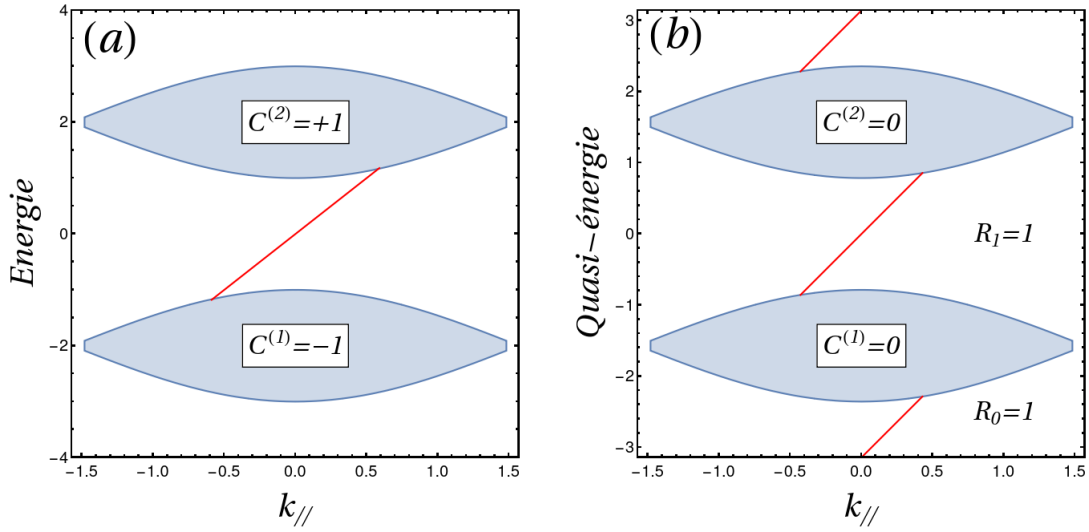 (a)
Energie
4
2
0
−2
−4
C(2)=+1
C(1)=−1
−1.5 −1.0 −0.5 0.0 0.5 1.0 1.5
k//
(b)
Quasi−énergie
3
2
1
0
−1
−2
−3
C(2)=0
R1=1
C(1)=0
R0=1
−1.5 −1.0 −0.5 0.0 0.5 1.0 1.5
k//